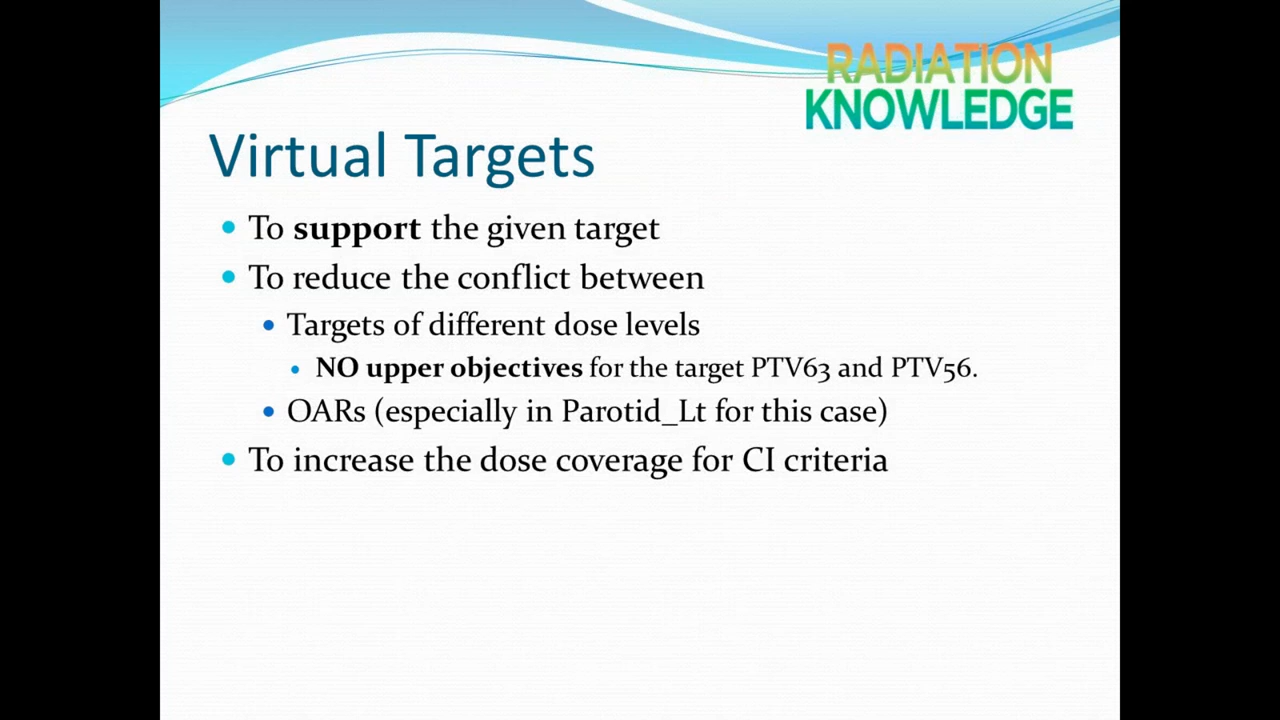 RADIATION
KNOWLEDGE
Virtual Targets
To support the given target
To reduce the conflict between
Targets of different dose levels
NO upper objectives for the target PTV63 and PTV56.
OARs (especially in Parotid_Lt for this case)
To increase the dose coverage for CI criteria